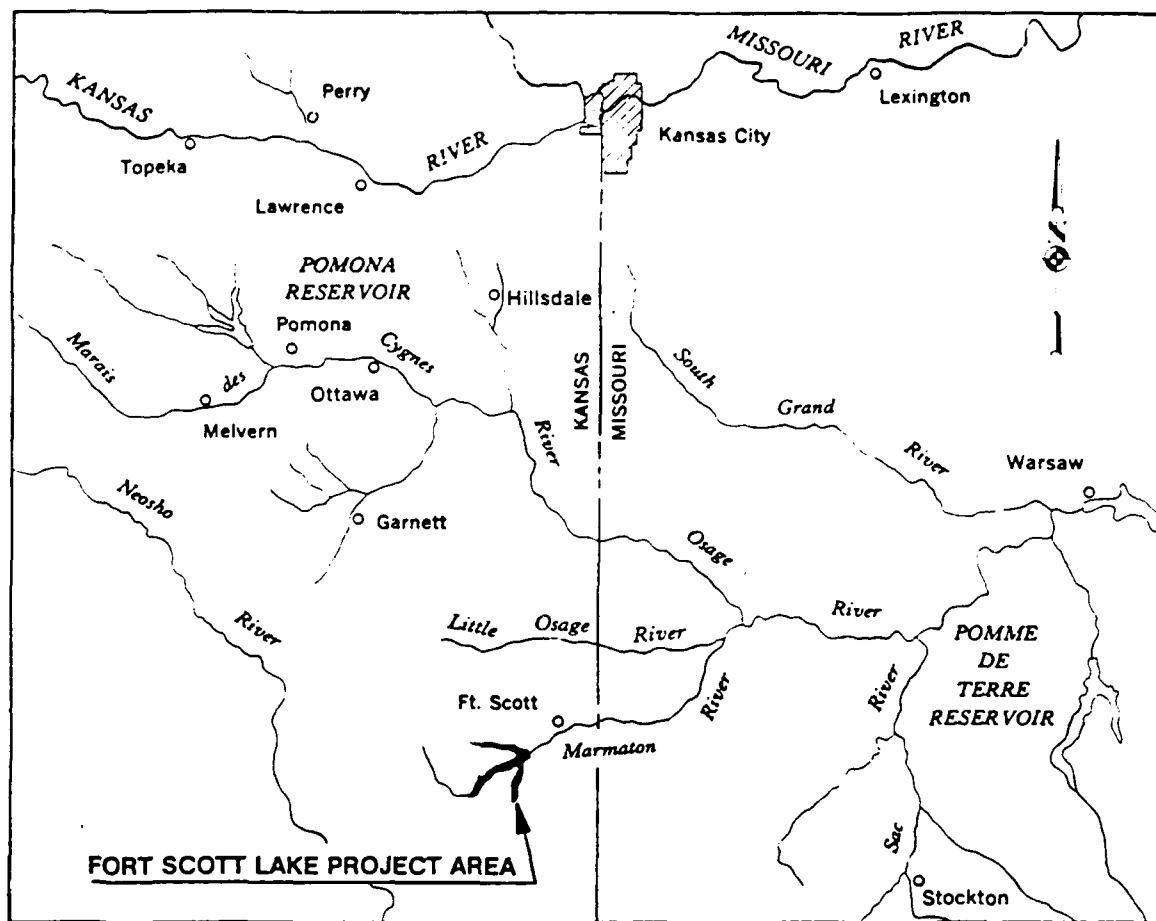 MISSOURI RIVER
KANSAS RIVER
Perry
Lexington
Topeka
Kansas City
Lawrence
POMONA
RESERVOIR
Hillsdale
Pomona
Marais des Cygnes River
Ottawa
Melvern
KANSAS
MISSOURI
South Grand River
Warsaw
Neosho River
Garnett
Osage River
Little Osage River
POMME
DE
TERRE
RESERVOIR
Ft. Scott
Marmaton River
Sac River
FORT SCOTT LAKE PROJECT AREA
Stockton